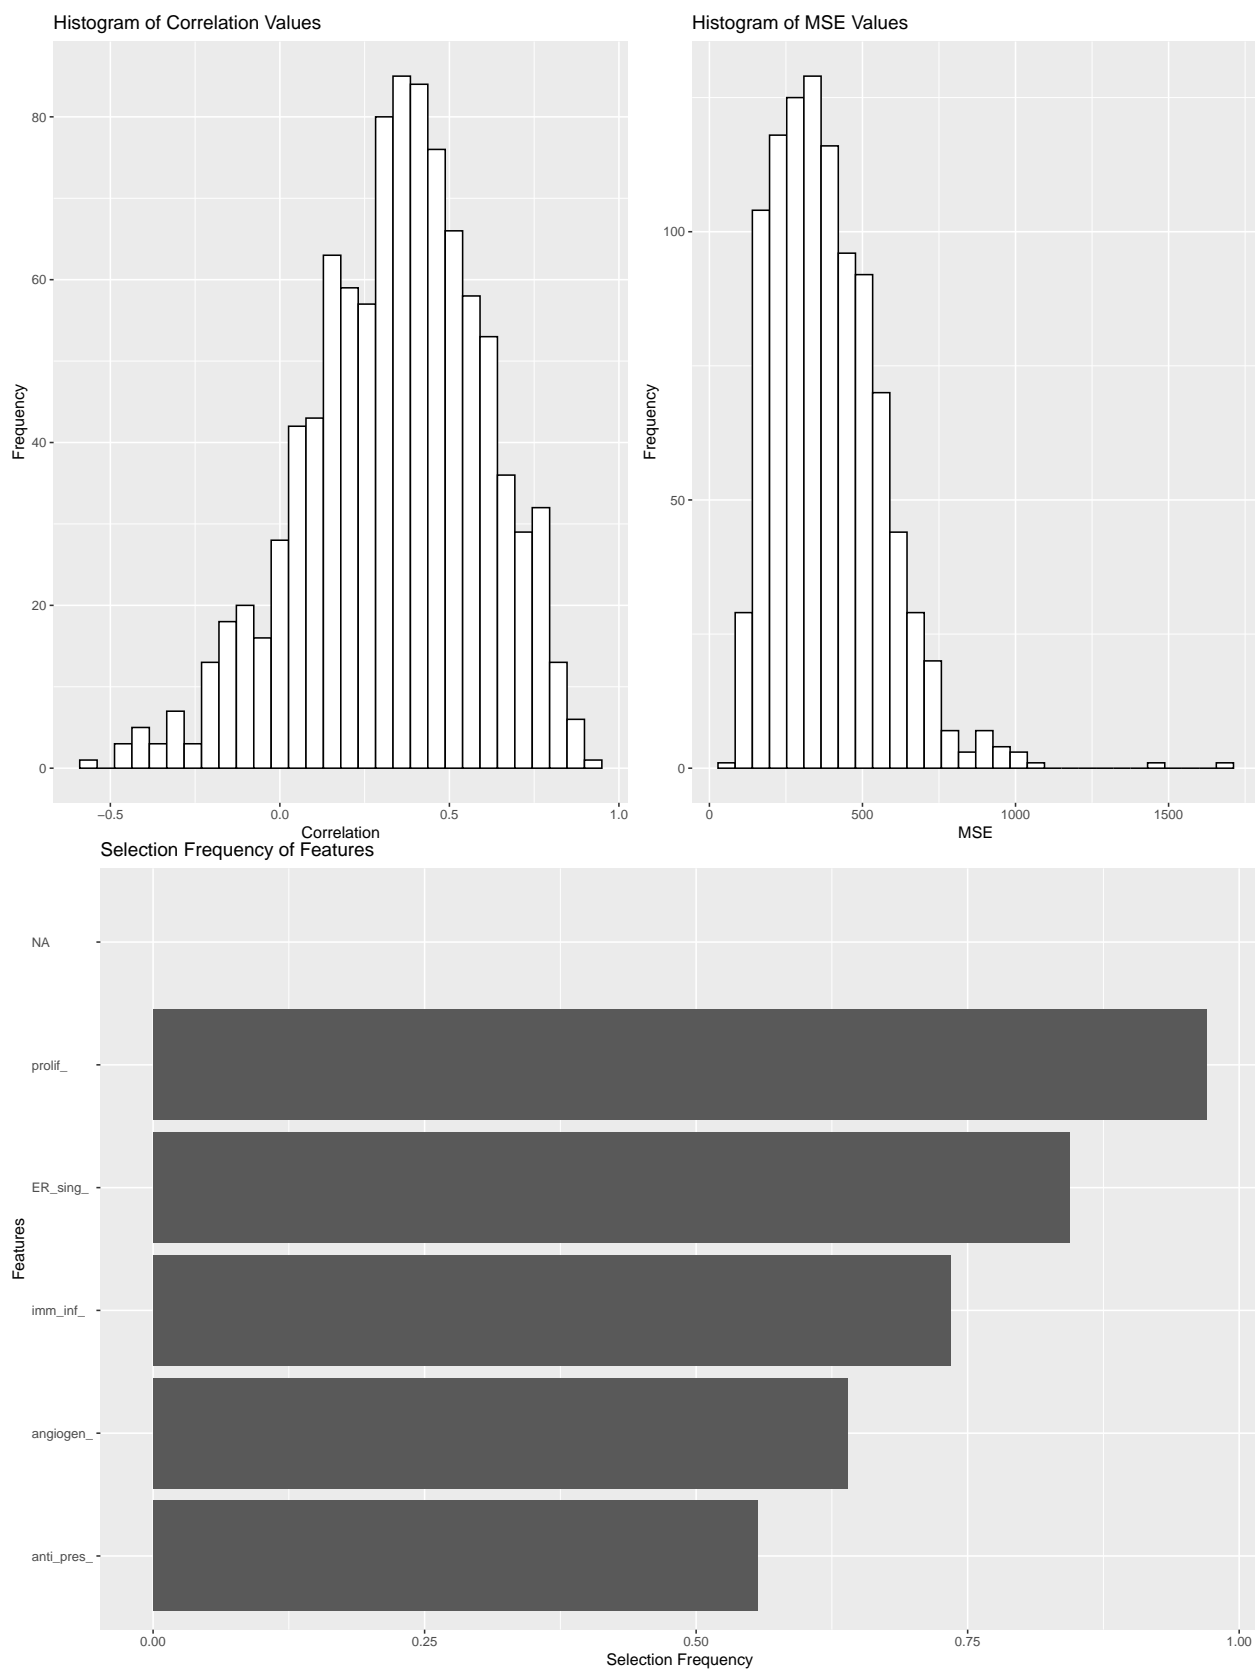 Histogram of Correlation Values
Frequency
80
60
40
20
0
−0.5
0.0
0.5
1.0
Correlation
Histogram of MSE Values
Frequency
100
50
0
0
500
1000
1500
MSE
Selection Frequency of Features
Features
NA
prolif_
ER_sing_
imm_inf_
angiogen_
anti_pres_
0.00
0.25
0.50
0.75
1.00
Selection Frequency